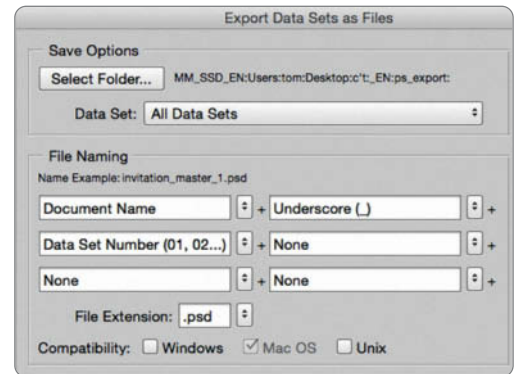 Export Data Sets as Files
Save Options
Select Folder... MM_SSD_EN:Users:tom:Desktop:c't:_EN:ps_export:
Data Set: All Data Sets
File Naming
Name Example: invitation_master_1.psd
Document Name + Underscore (_) +
Data Set Number (01, 02...) + None +
None + None +
File Extension: .psd
Compatibility: Windows Mac OS Unix